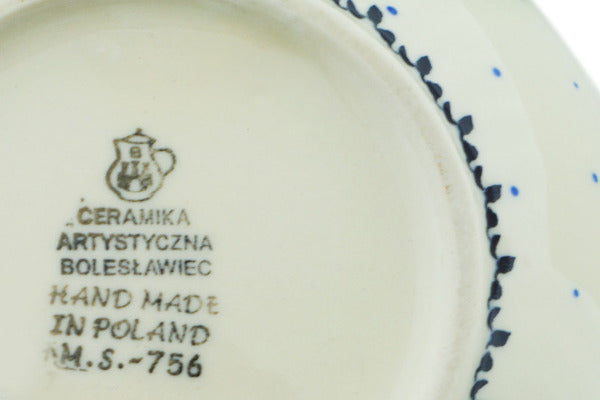 CERAMIKA
ARTYSTYCZNA
BOLESŁAWIEC
HAND MADE
IN POLAND
M.S.-756